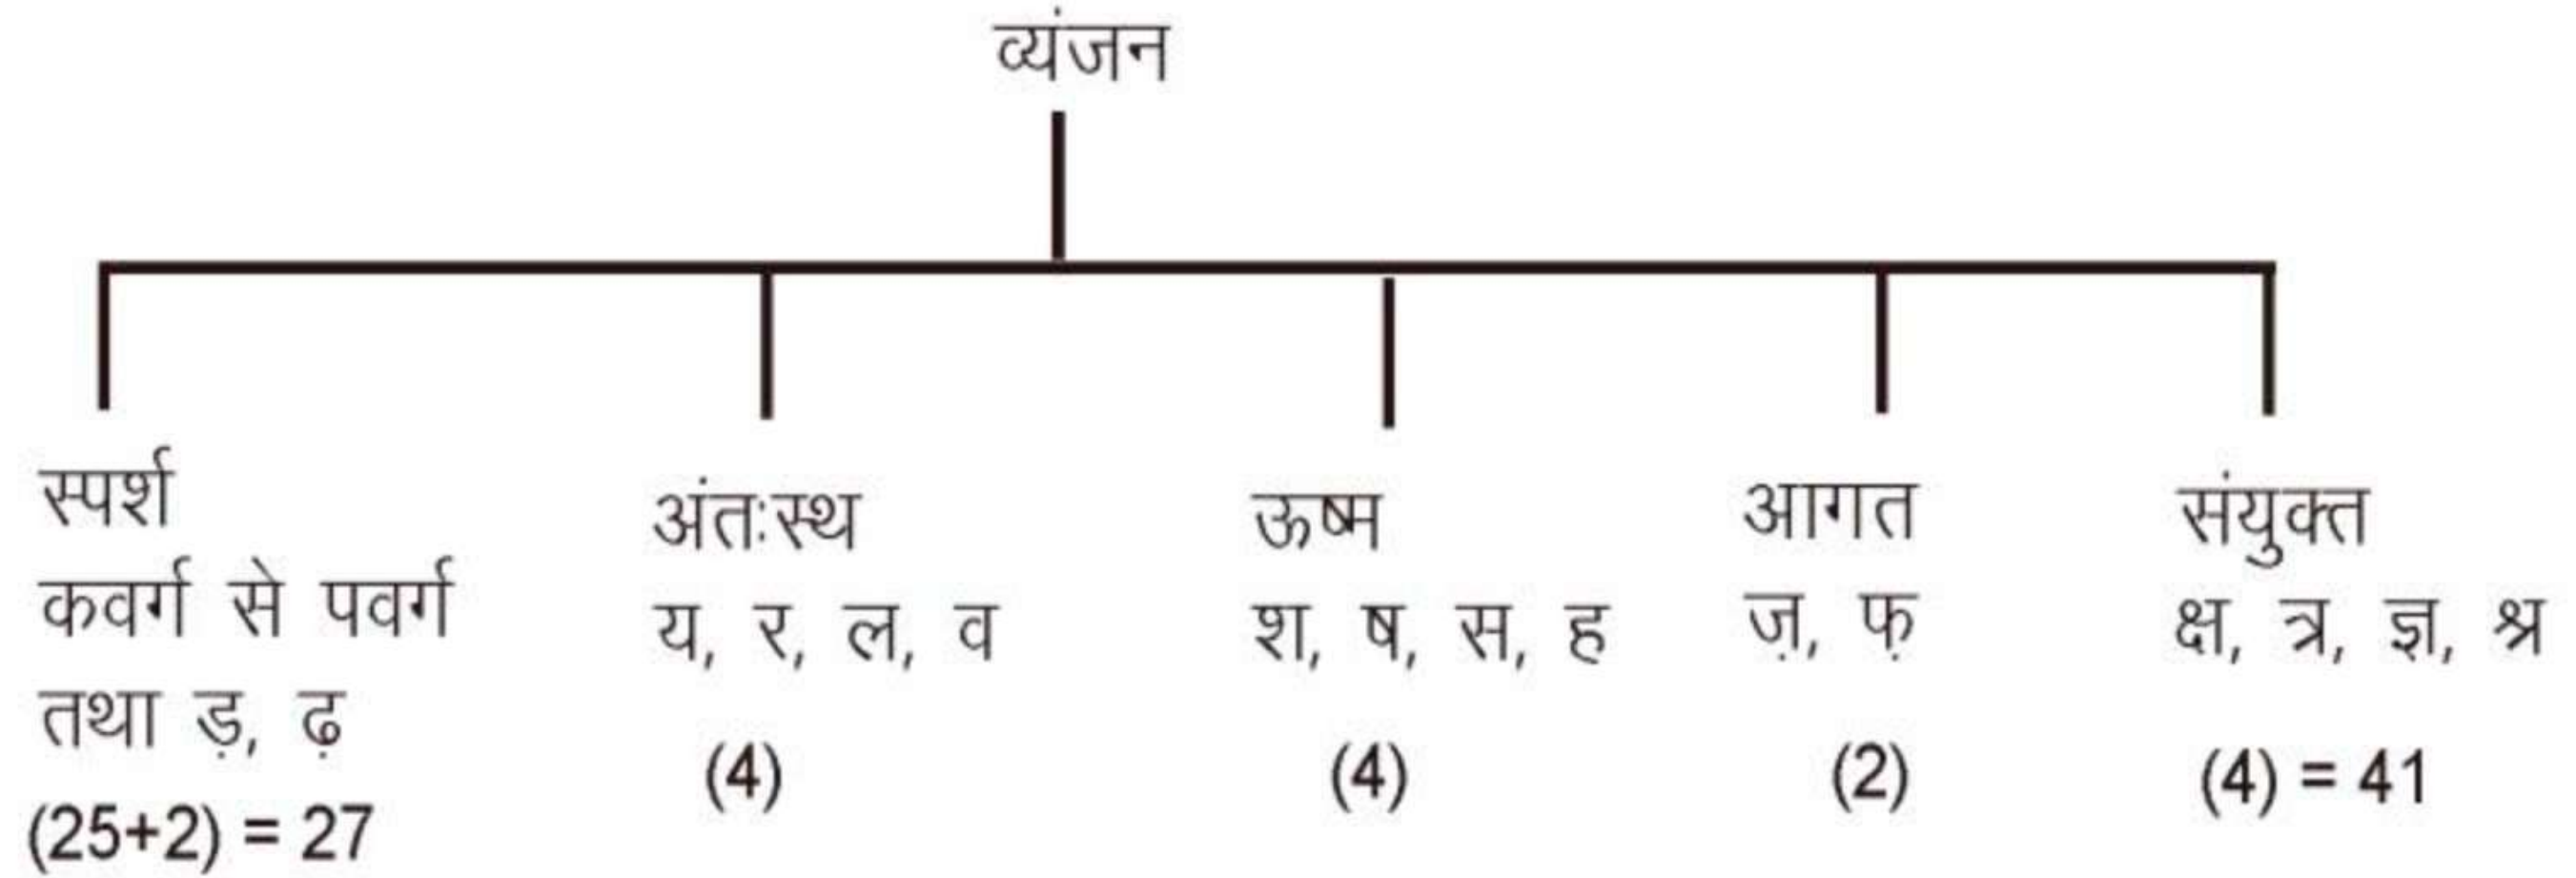 व्यंजन
स्पर्श
कवर्ग से पवर्ग
तथा ड़, ढ़
(25+2) = 27
अंतःस्थ
य, र, ल, व
(4)
ऊष्म
श, ष, स, ह
(4)
आगत
ज़, फ़
(2)
संयुक्त
क्ष, त्र, ज्ञ, श्र
(4) = 41